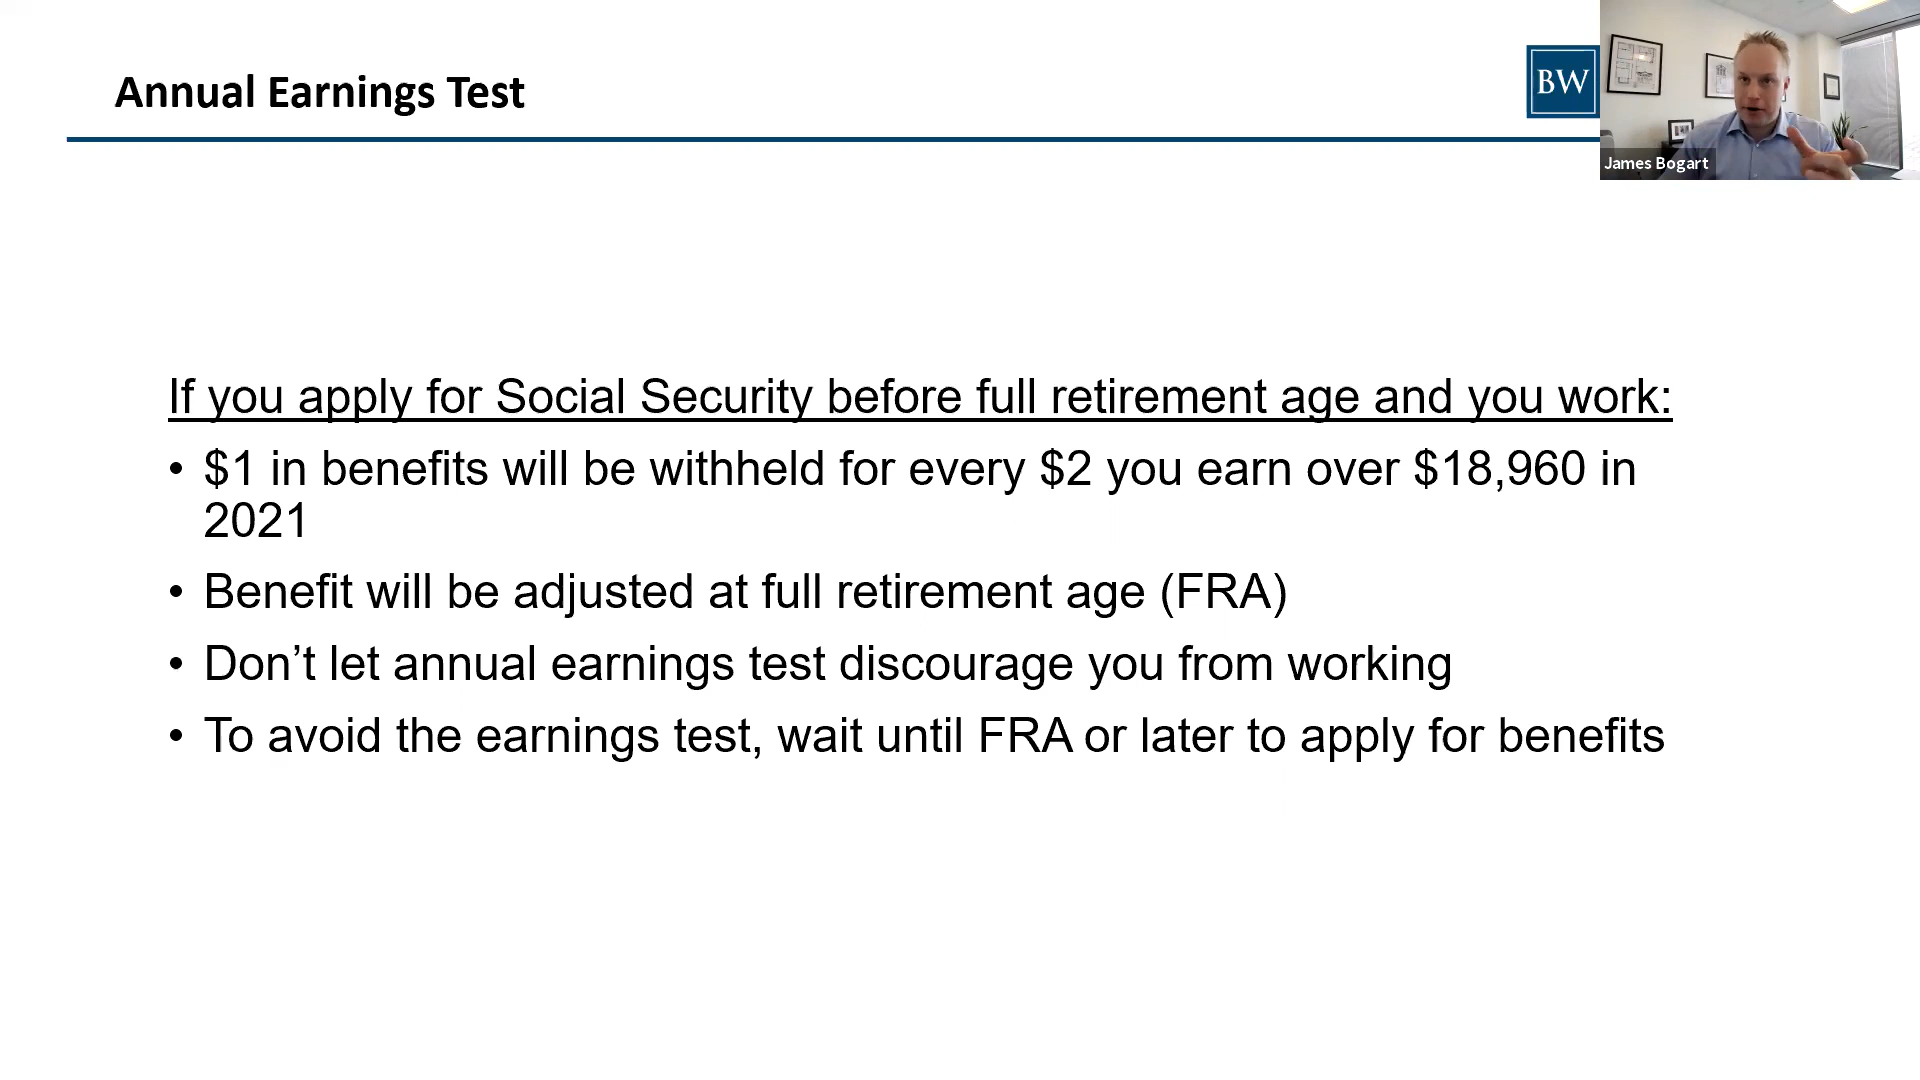 Annual Earnings Test
BW
James Bogart
If you apply for Social Security before full retirement age and you work:
• $1 in benefits will be withheld for every $2 you earn over $18,960 in
2021
• Benefit will be adjusted at full retirement age (FRA)
• Don’t let annual earnings test discourage you from working
• To avoid the earnings test, wait until FRA or later to apply for benefits